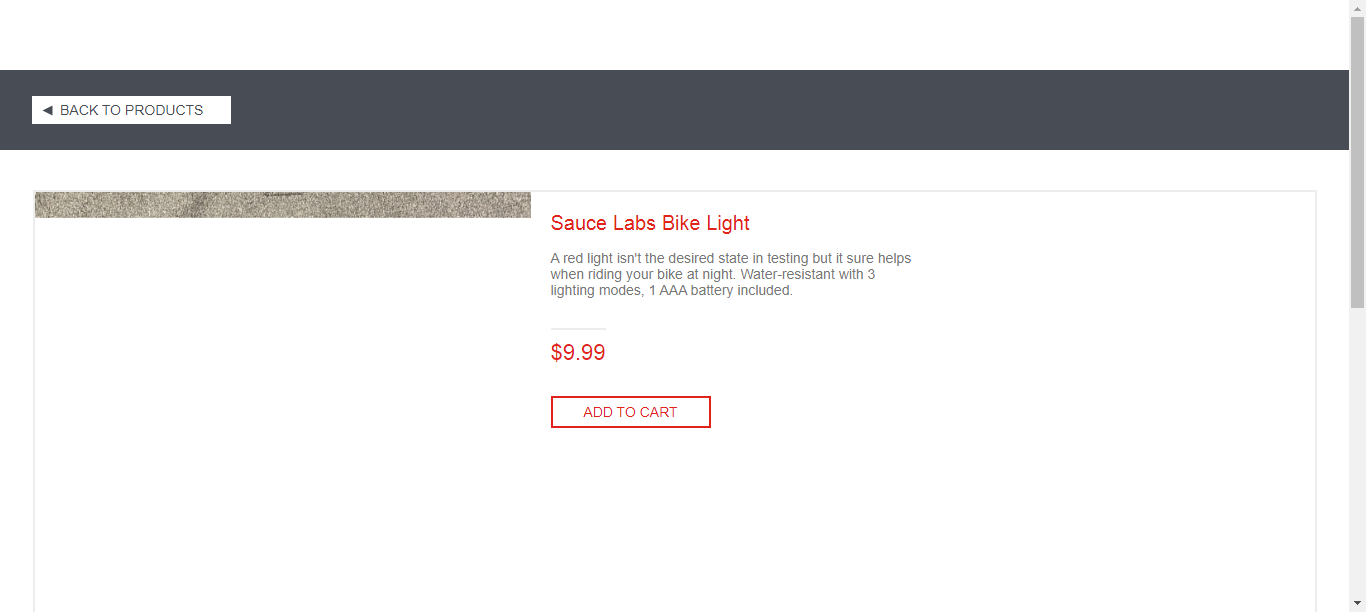 ◄ BACK TO PRODUCTS
Sauce Labs Bike Light
A red light isn't the desired state in testing but it sure helps
when riding your bike at night. Water-resistant with 3
lighting modes, 1 AAA battery included.
$9.99
ADD TO CART